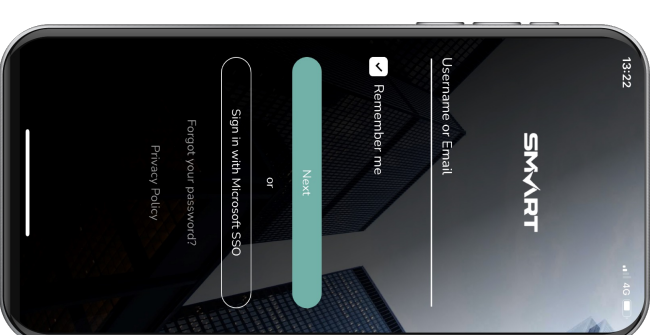 13:22
4G
SMART
Username or Email
Remember me
Next
or
Sign in with Microsoft SSO
Forgot your password?
Privacy Policy